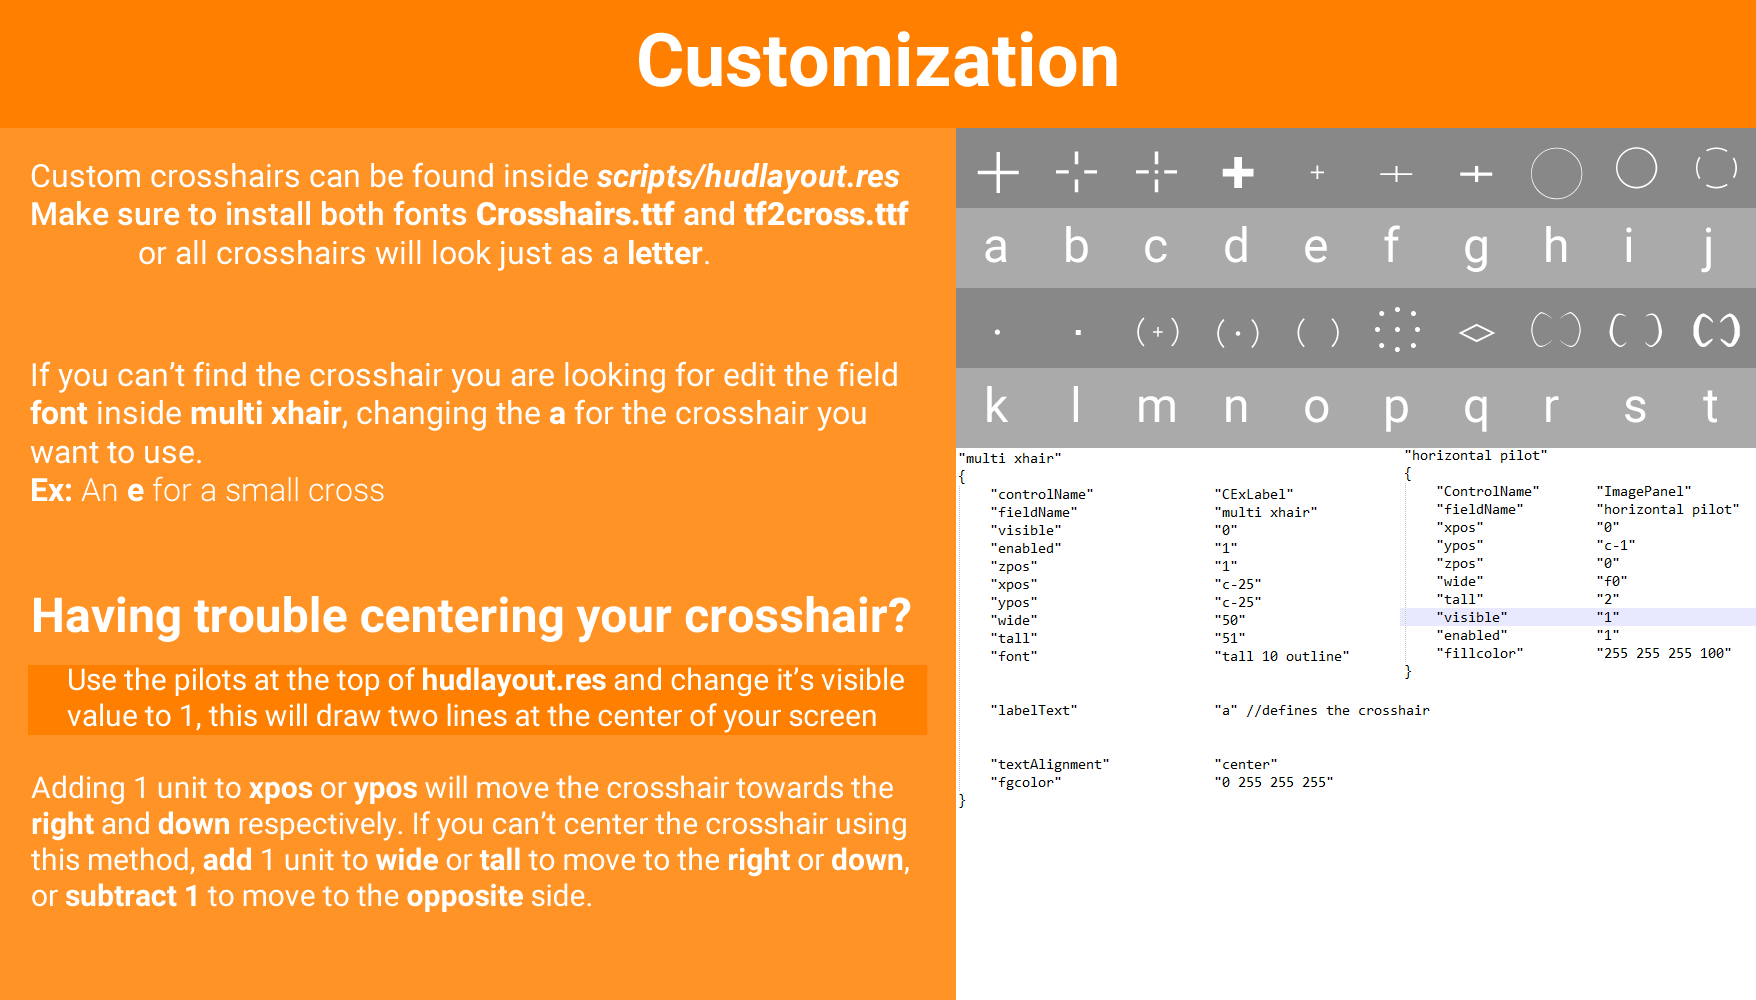 Customization
Custom crosshairs can be found inside scripts/hudlayout.res
Make sure to install both fonts Crosshairs.ttf and tf2cross.ttf
or all crosshairs will look just as a letter.
If you can't find the crosshair you are looking for edit the field
font inside multi xhair, changing the a for the crosshair you
want to use.
Ex: An e for a small cross
Having trouble centering your crosshair?
Use the pilots at the top of hudlayout.res and change it's visible
value to 1, this will draw two lines at the center of your screen
Adding 1 unit to xpos or ypos will move the crosshair towards the
right and down respectively. If you can't center the crosshair using
this method, add 1 unit to wide or tall to move to the right or down,
or subtract 1 to move to the opposite side.
a b c d e f g h i j
k l m n o p q r s t
"multi xhair"
{
"controlName" "CExLabel"
"fieldName" "multi xhair"
"visible" "0"
"enabled" "1"
"zpos" "1"
"xpos" "c-25"
"ypos" "c-25"
"wide" "50"
"tall" "51"
"font" "tall 10 outline"
"labelText" "a" //defines the crosshair
"textAlignment" "center"
"fgcolor" "0 255 255 255"
}
"horizontal pilot"
{
"ControlName" "ImagePanel"
"fieldName" "horizontal pilot"
"xpos" "0"
"ypos" "c-1"
"zpos" "0"
"wide" "f0"
"tall" "2"
"visible" "1"
"enabled" "1"
"fillcolor" "255 255 255 100"
}